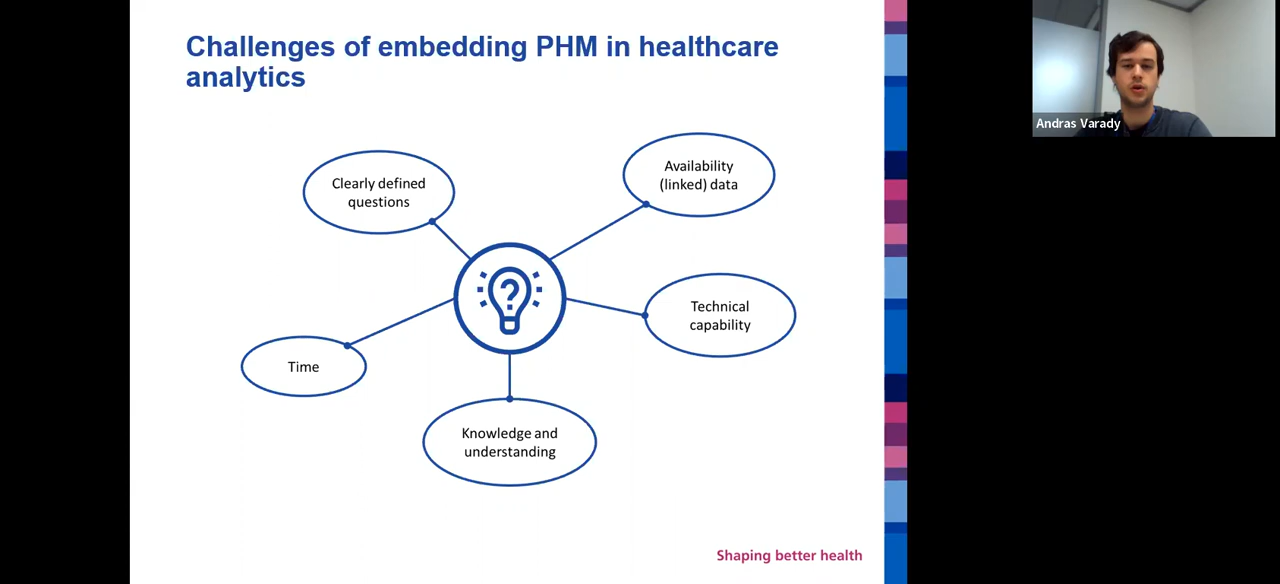 Challenges of embedding PHM in healthcare
analytics
Andras Varady
Clearly defined
questions
Availability
(linked) data
?
Technical
capability
Time
Knowledge and
understanding
Shaping better health